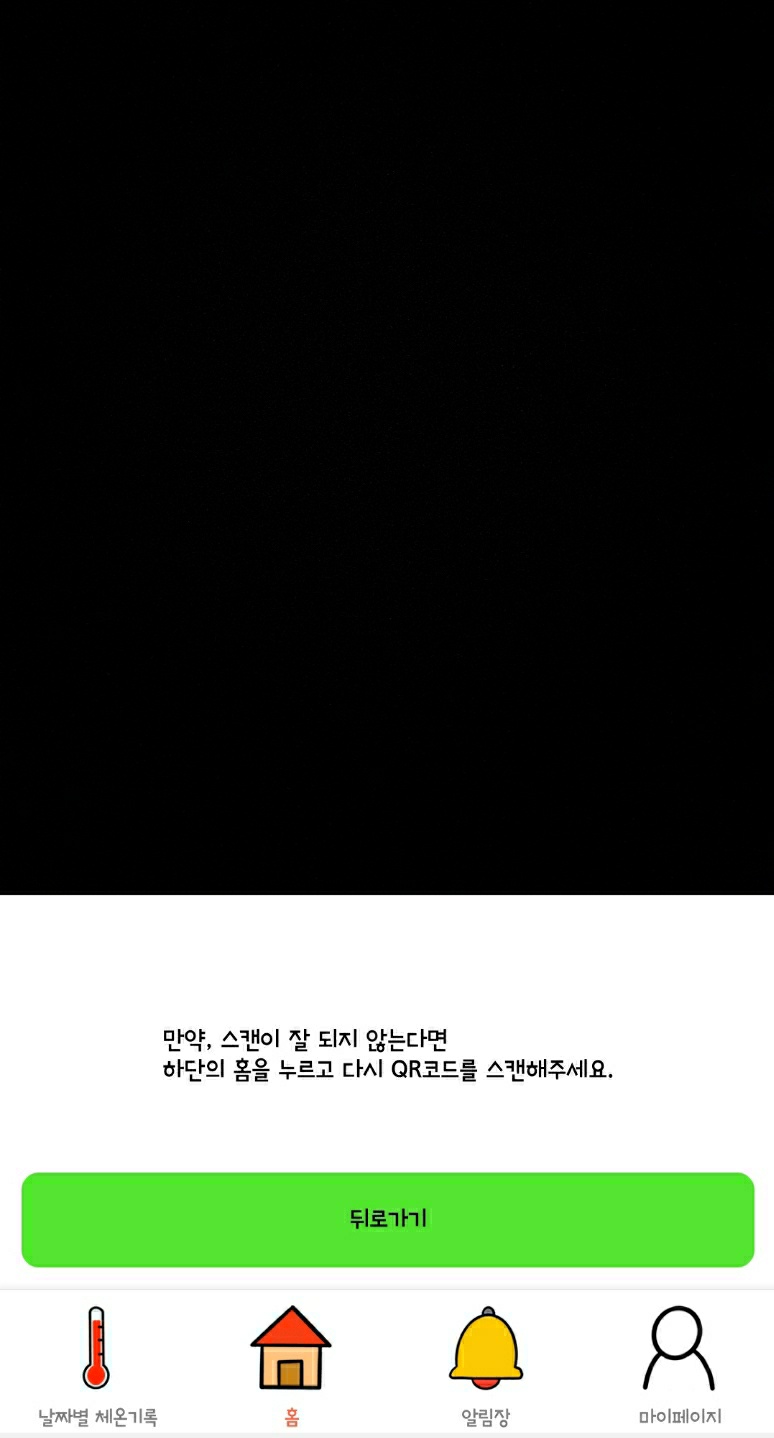 만약, 스캔이 잘 되지 않는다면
하단의 홈을 누르고 다시 QR코드를 스캔해주세요.
뒤로가기
날짜별 체온기록
홈
알림장
마이페이지